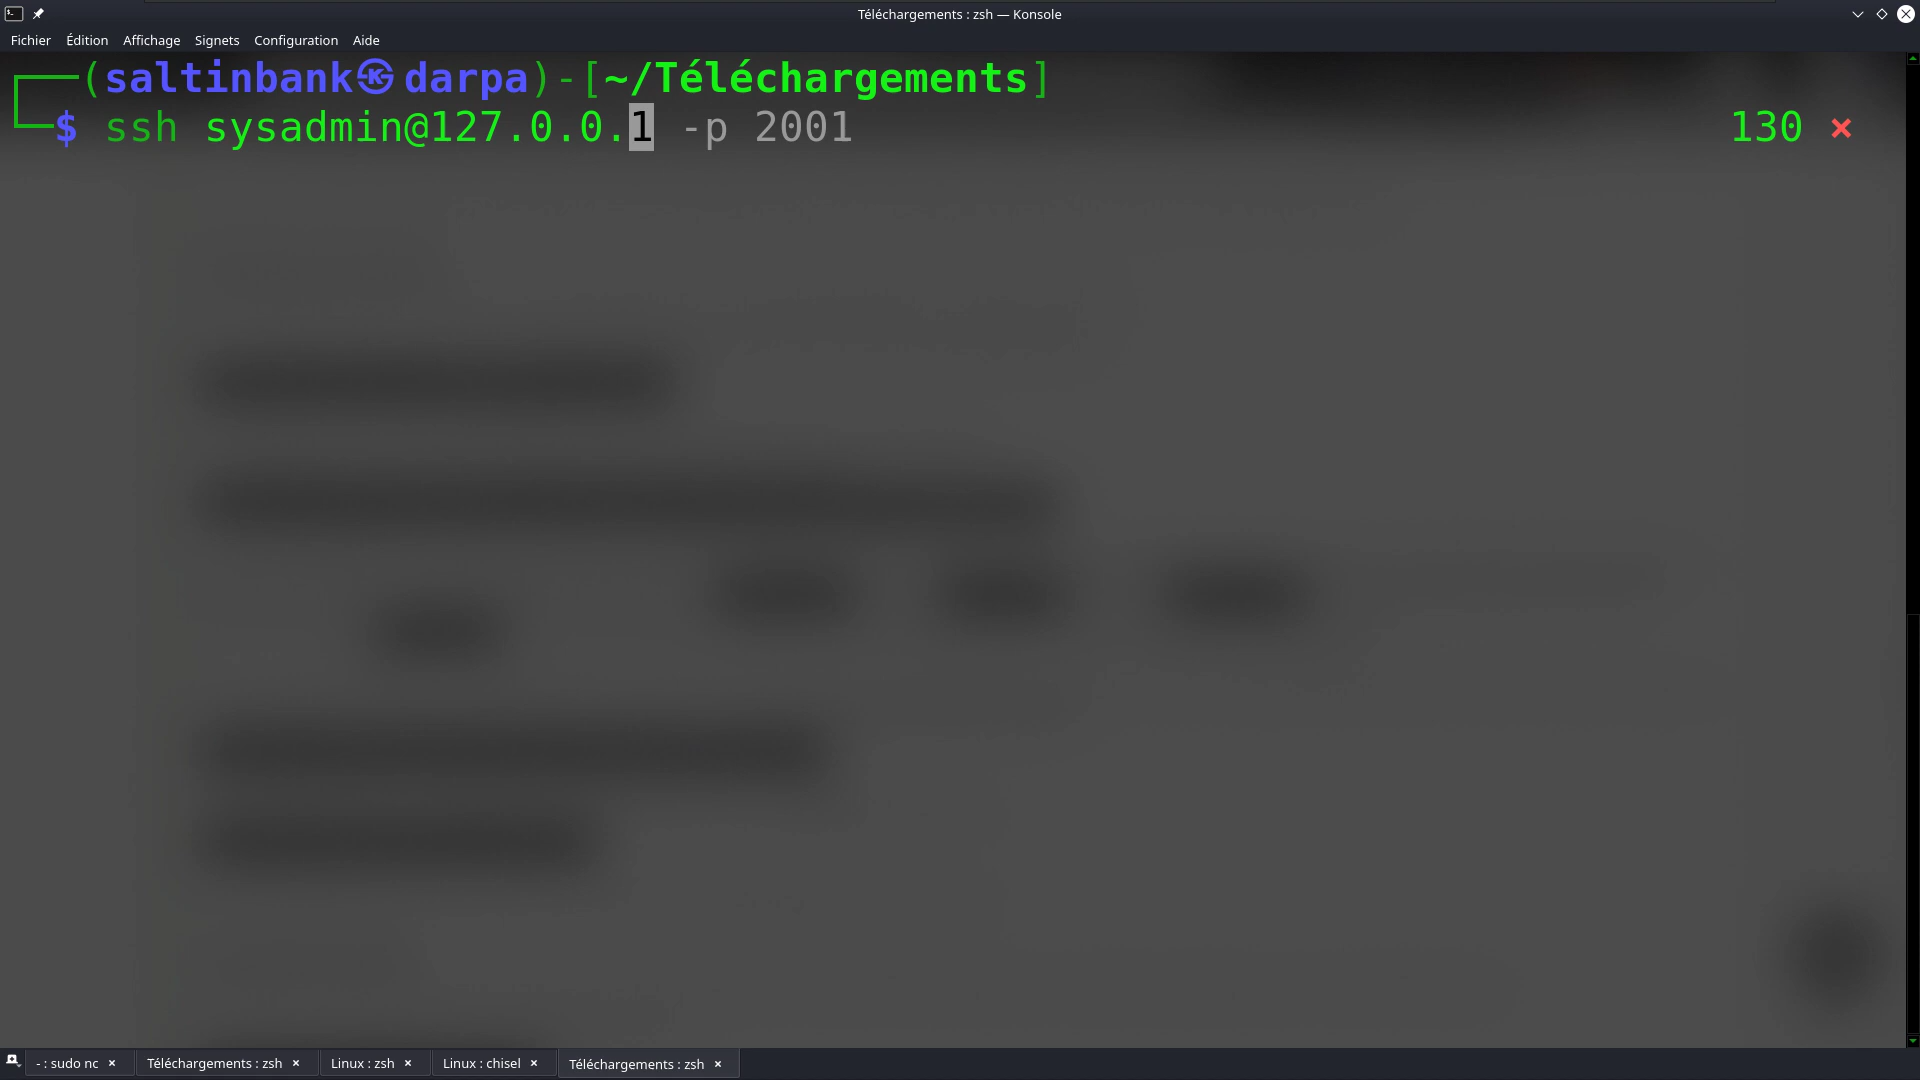 Téléchargements : zsh — Konsole
Fichier Édition Affichage Signets Configuration Aide
(saltinbank㉿darpa)-[~/Téléchargements]
$ ssh sysadmin@127.0.0.1 -p 2001 130 ×
- : sudo nc × Téléchargements : zsh × Linux : zsh × Linux : chisel × Téléchargements : zsh ×